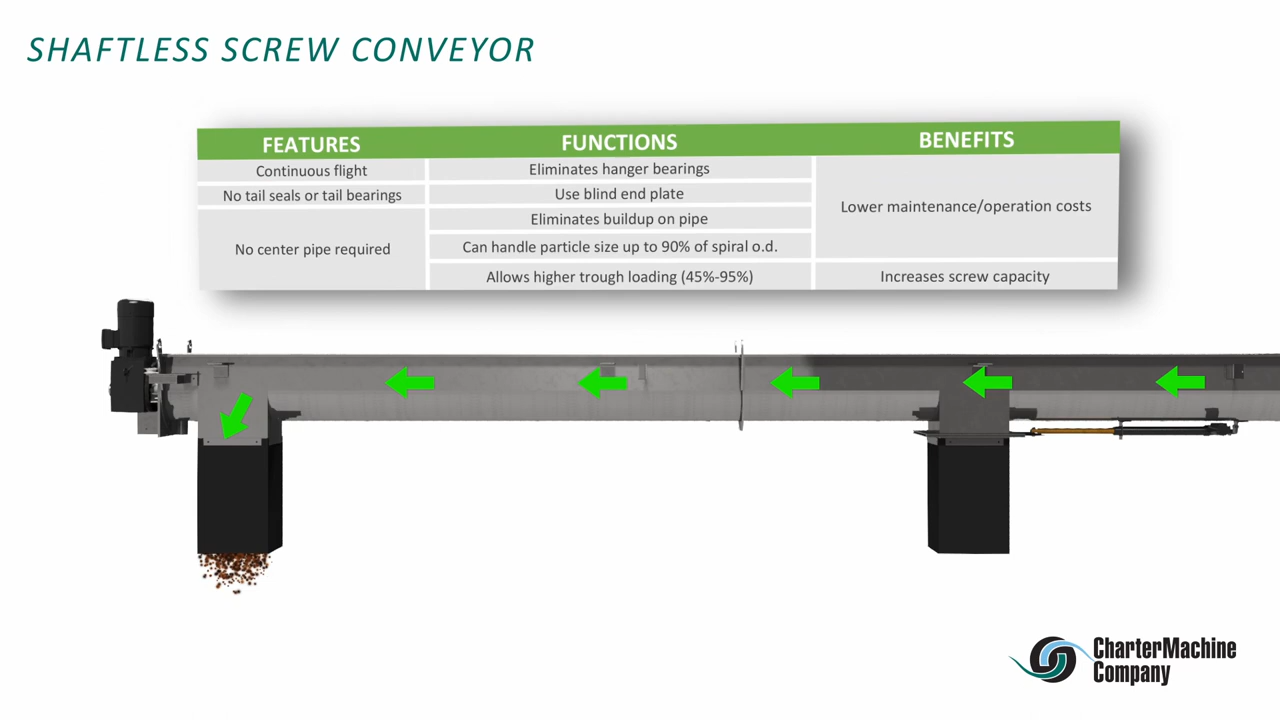 SHAFTLESS SCREW CONVEYOR
FEATURES
FUNCTIONS
BENEFITS
Continuous flight
Eliminates hanger bearings
No tail seals or tail bearings
Use blind end plate
Lower maintenance/operation costs
Eliminates buildup on pipe
No center pipe required
Can handle particle size up to 90% of spiral o.d.
Allows higher trough loading (45%-95%)
Increases screw capacity
CharterMachine
Company